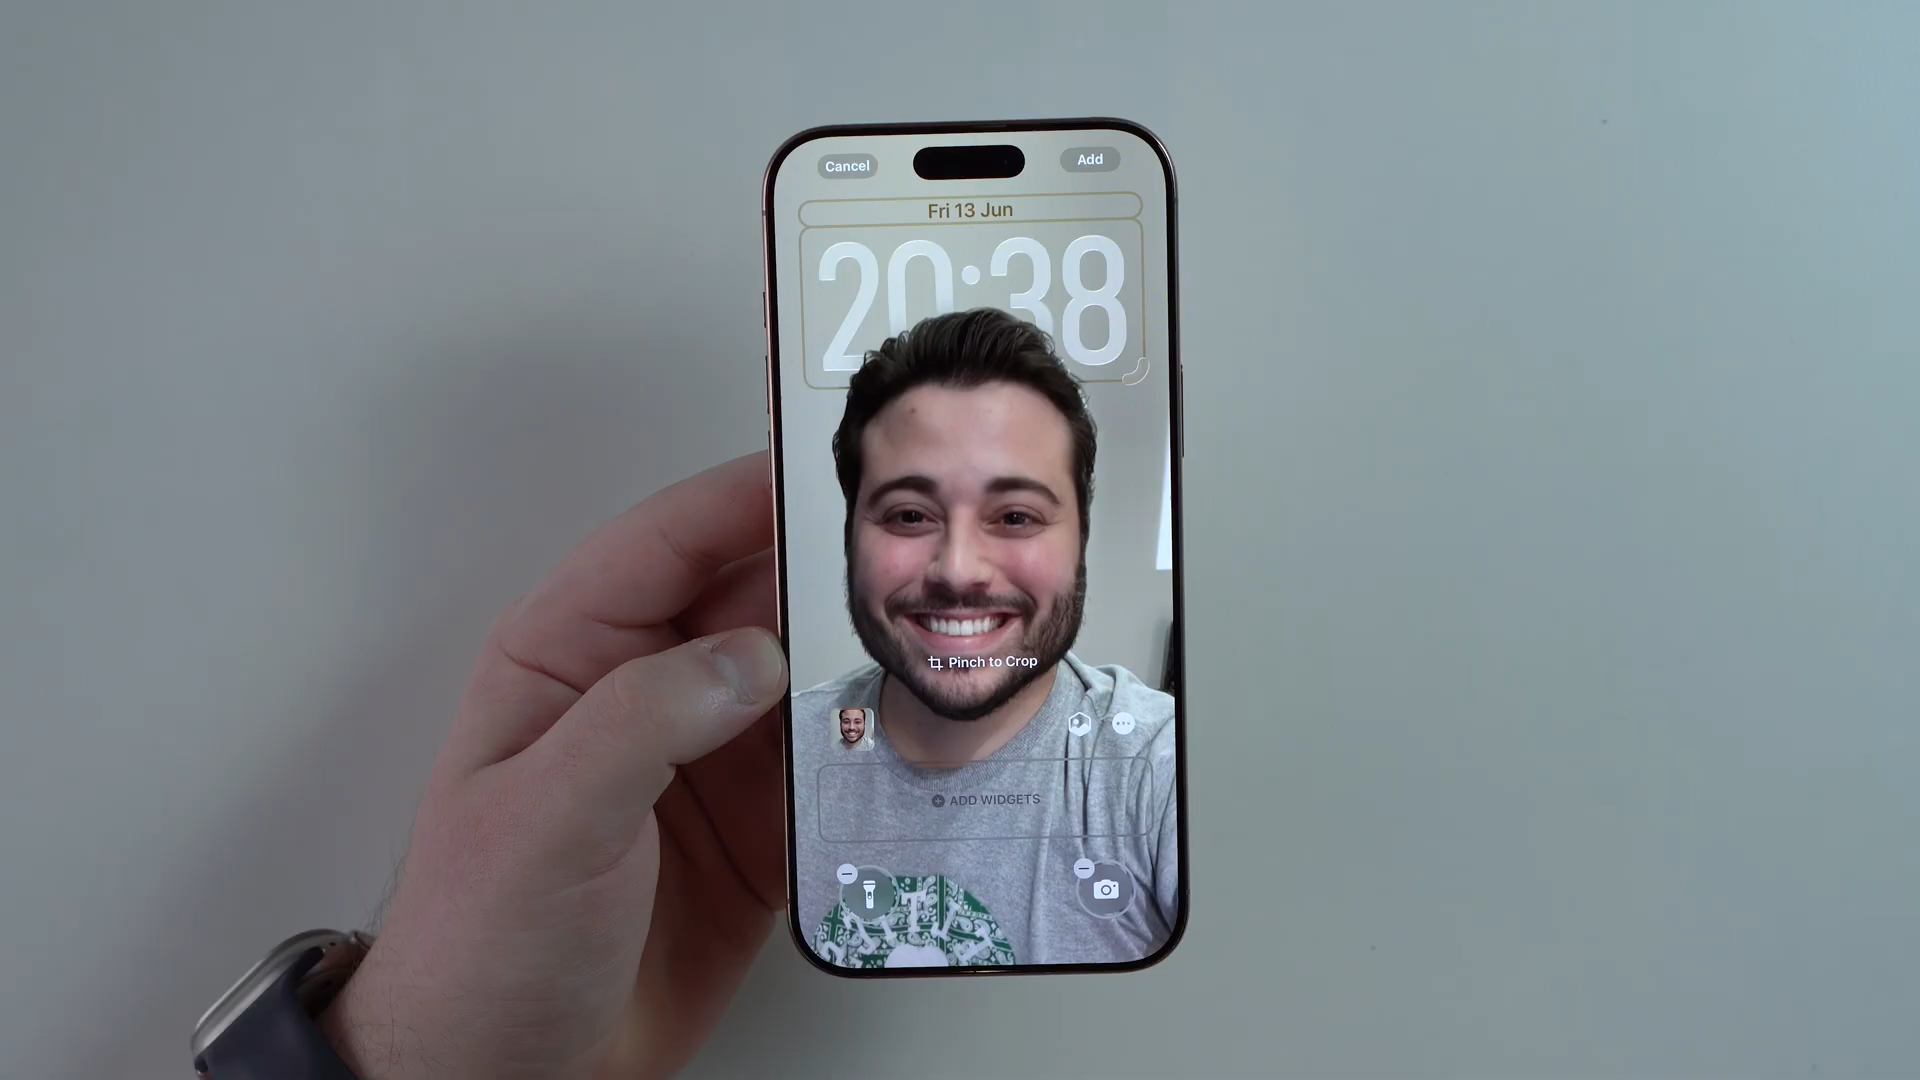 Cancel
Add
Fri 13 Jun
20:38
Pinch to Crop
ADD WIDGETS